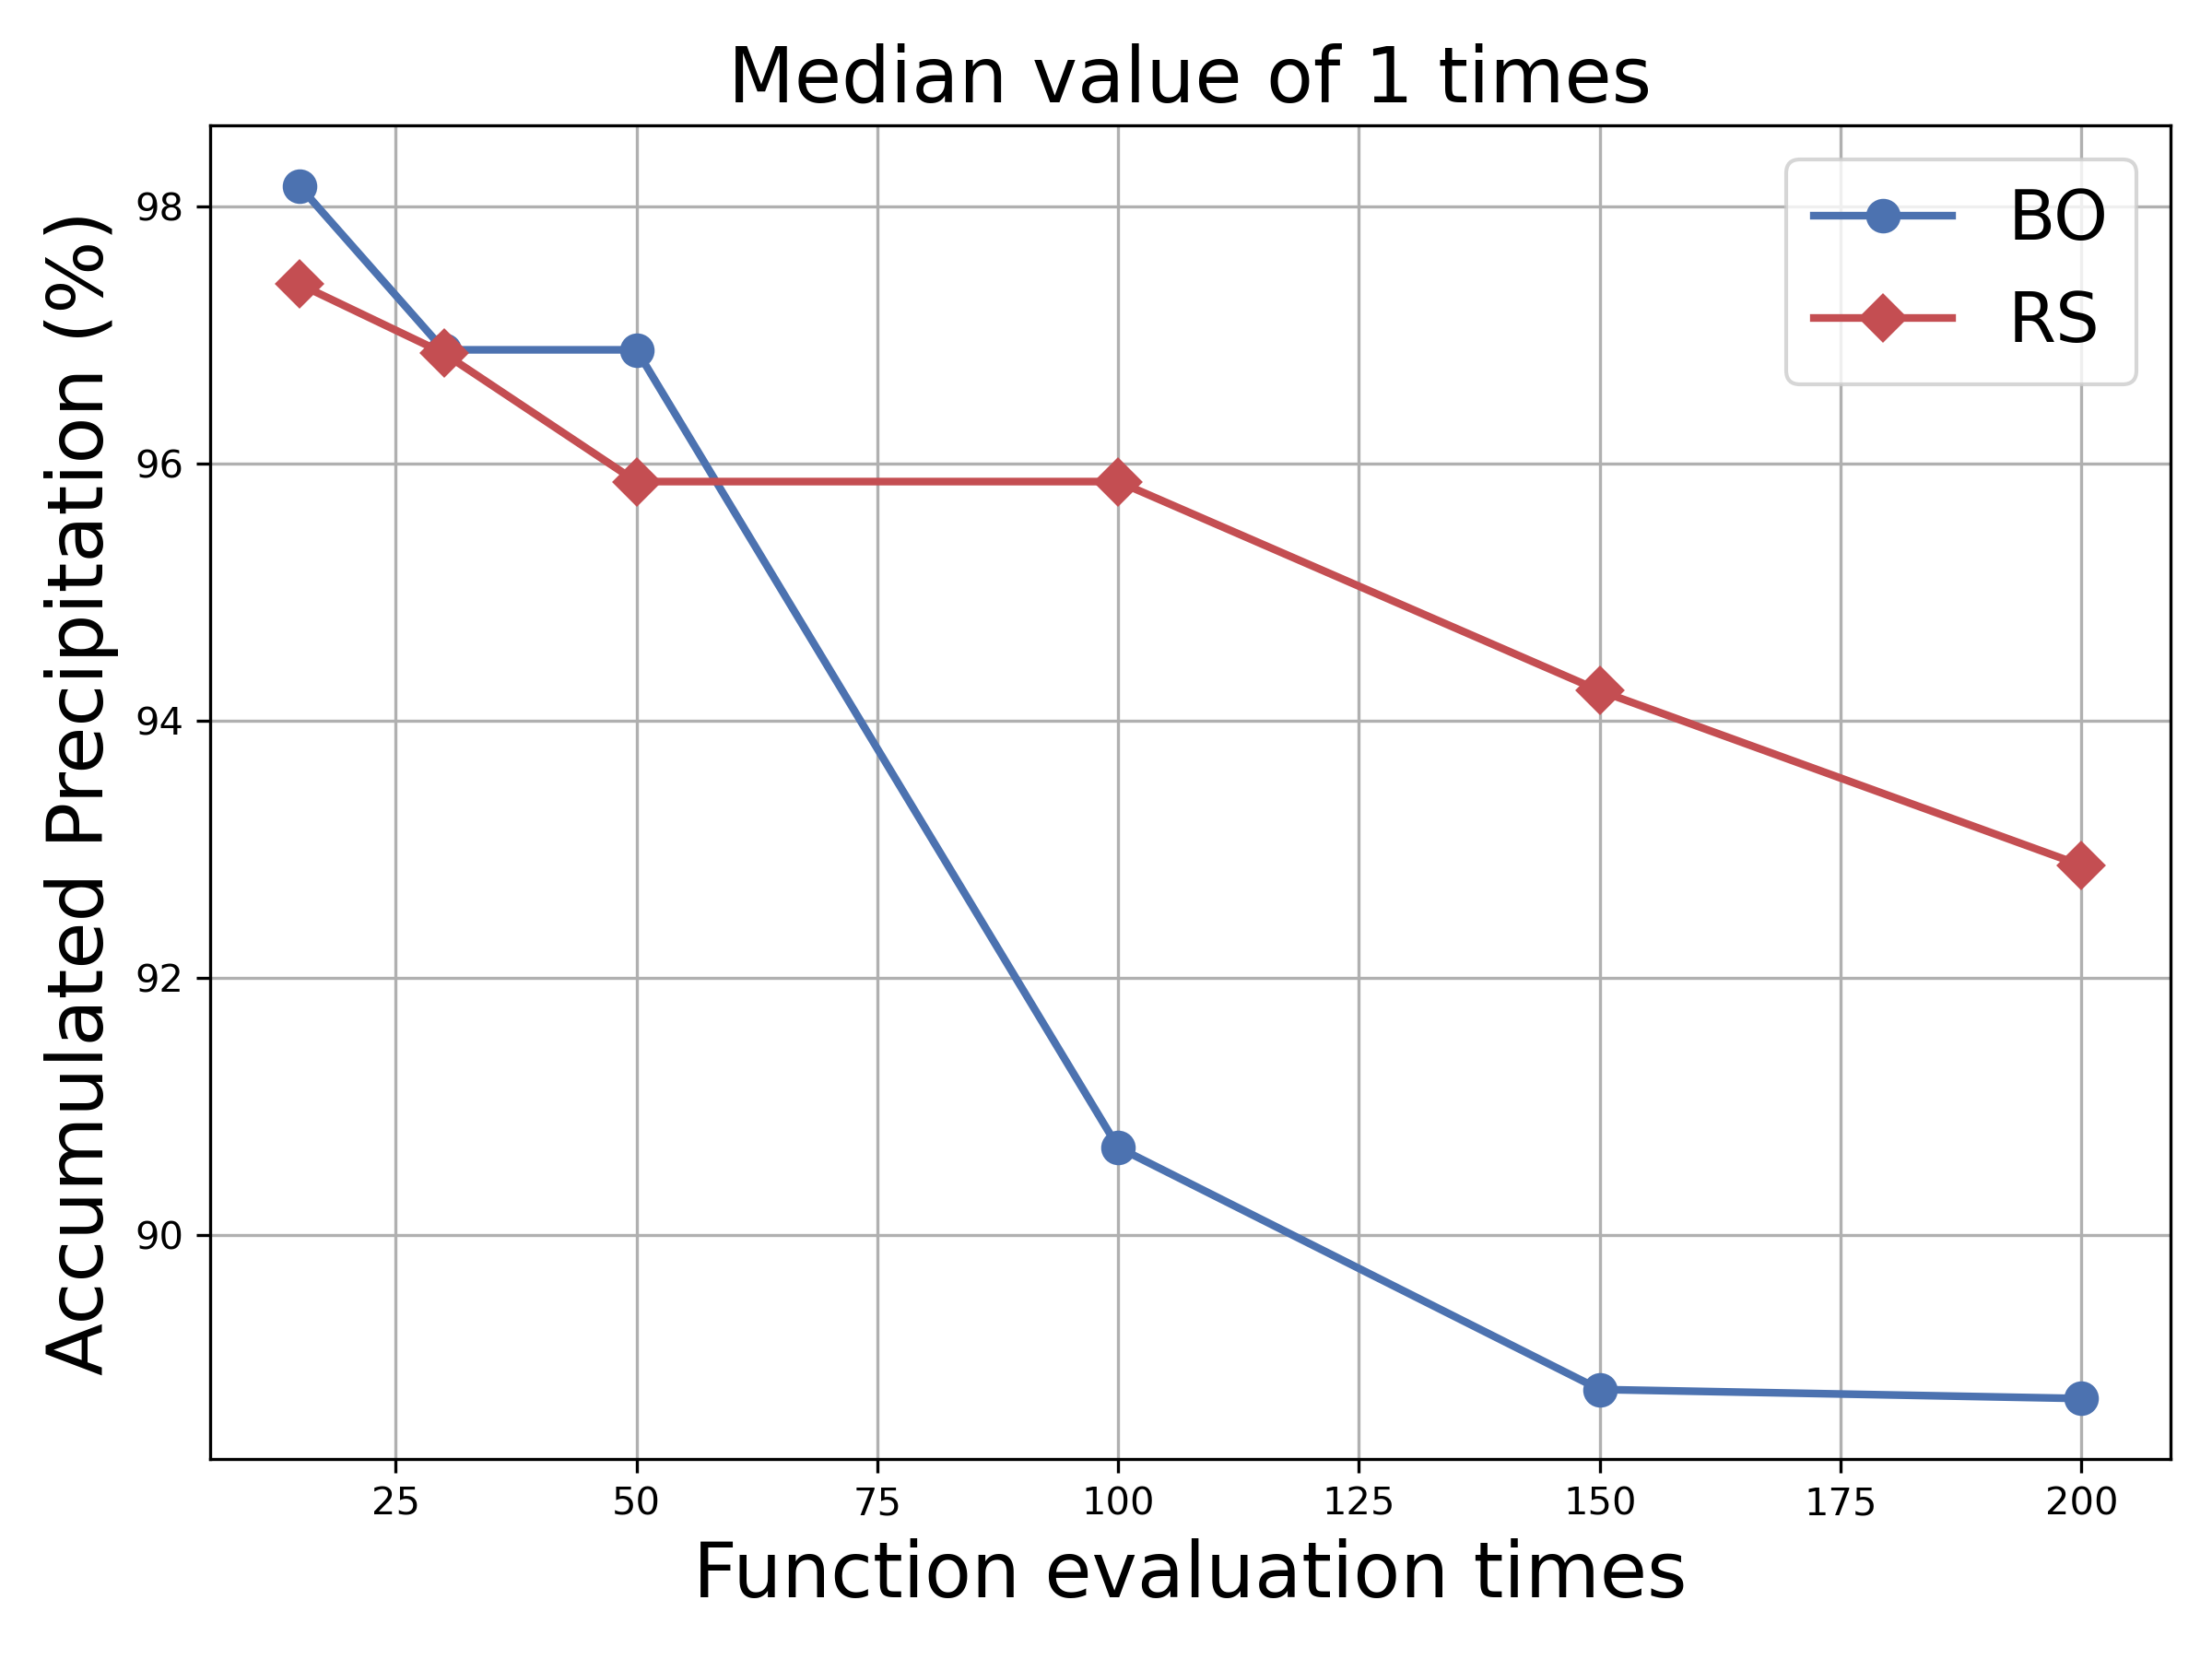 Median value of 1 times
Accumulated Precipitation (%)
98
96
94
92
90
BO
RS
25 50 75 100 125 150 175 200
Function evaluation times